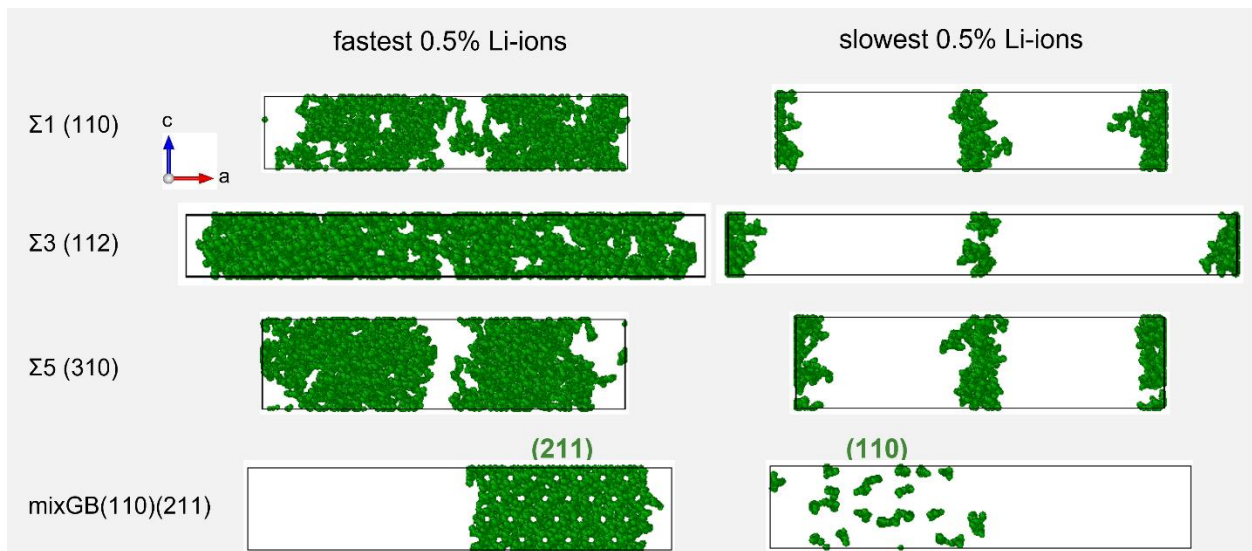 fastest 0.5% Li-ions
slowest 0.5% Li-ions
Σ1 (110)
c
a
Σ3 (112)
Σ5 (310)
(211)
(110)
mixGB(110)(211)